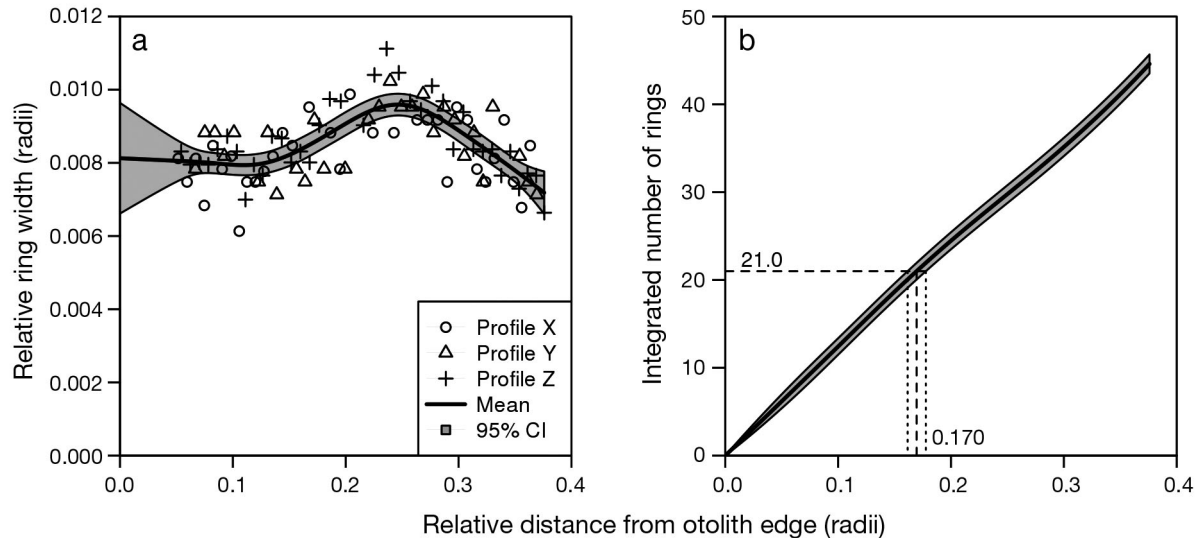 a
Relative ring width (radii)
0.012
0.010
0.008
0.006
0.004
0.002
0.000
0.0 0.1 0.2 0.3 0.4
Profile X
Profile Y
Profile Z
Mean
95% CI
b
Integrated number of rings
50
40
30
20
10
0
21.0
0.170
0.0 0.1 0.2 0.3 0.4
Relative distance from otolith edge (radii)